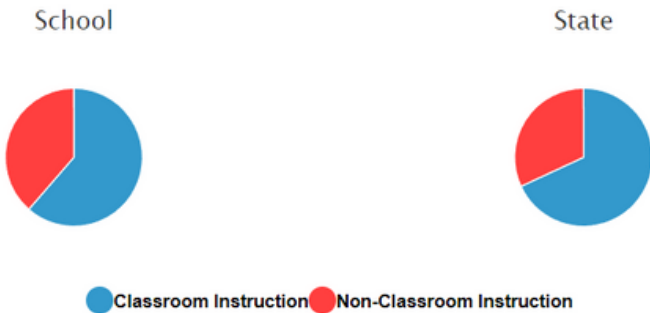 School
State
Classroom Instruction
Non-Classroom Instruction